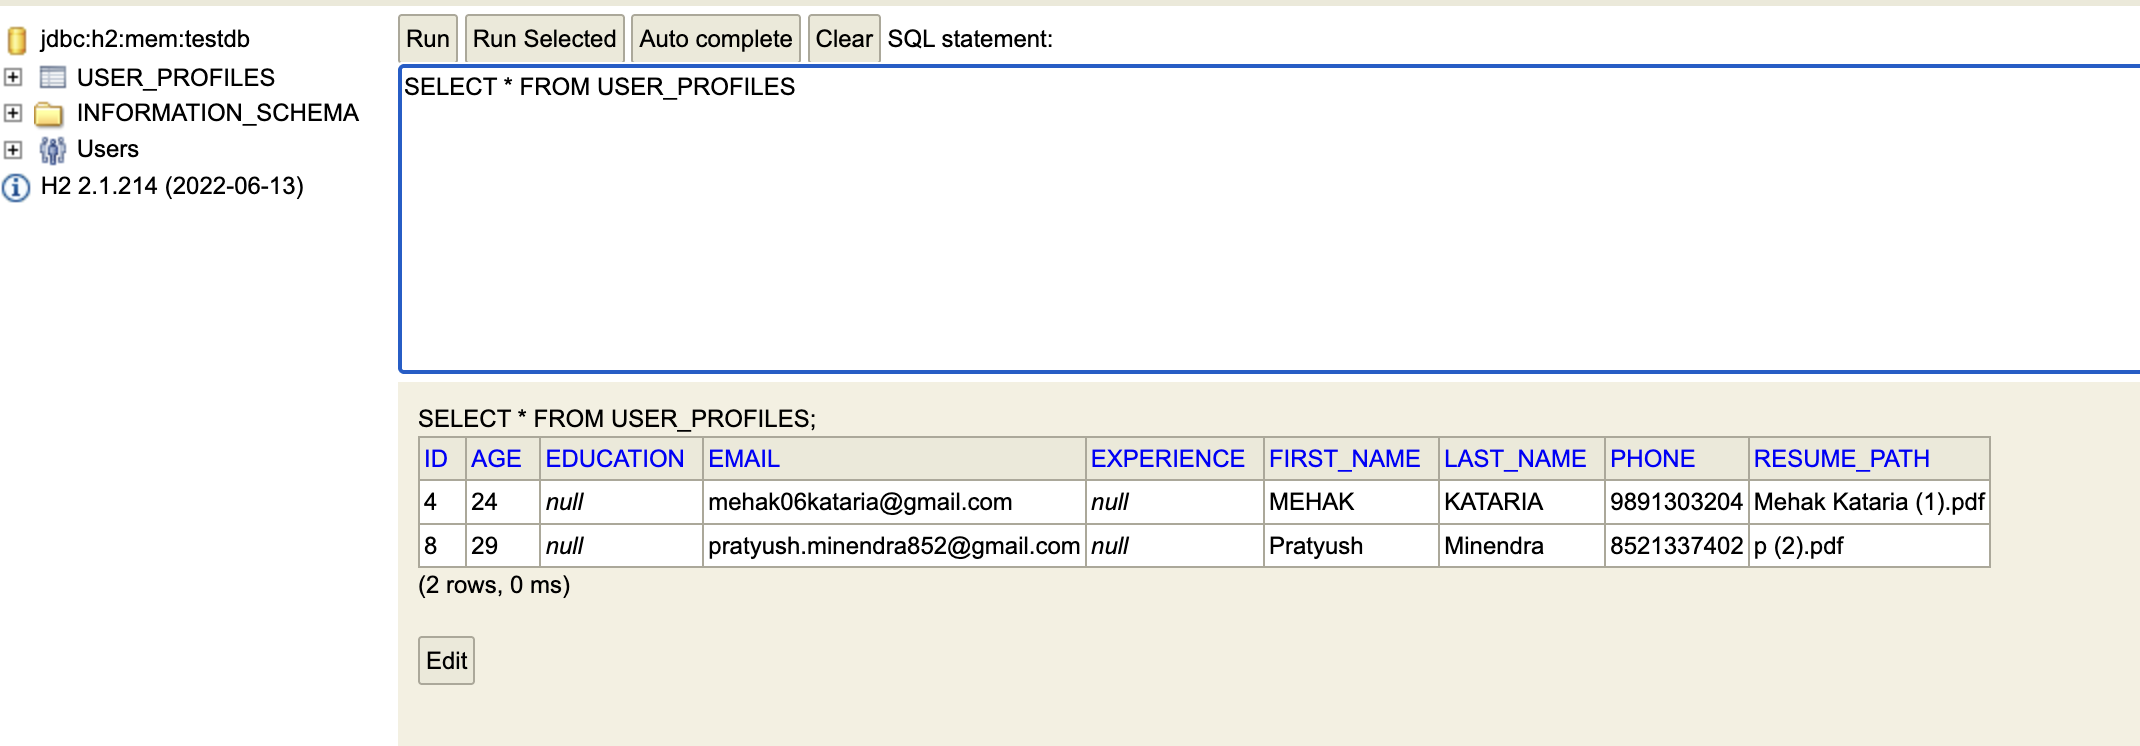 jdbc:h2:mem:testdb
USER_PROFILES
INFORMATION_SCHEMA
Users
H2 2.1.214 (2022-06-13)
Run Run Selected Auto complete Clear SQL statement:
SELECT * FROM USER_PROFILES
SELECT * FROM USER_PROFILES;
ID AGE EDUCATION EMAIL EXPERIENCE FIRST_NAME LAST_NAME PHONE RESUME_PATH
4 24 null mehak06kataria@gmail.com null MEHAK KATARIA 9891303204 Mehak Kataria (1).pdf
8 29 null pratyush.minendra852@gmail.com null Pratyush Minendra 8521337402 p (2).pdf
(2 rows, 0 ms)
Edit